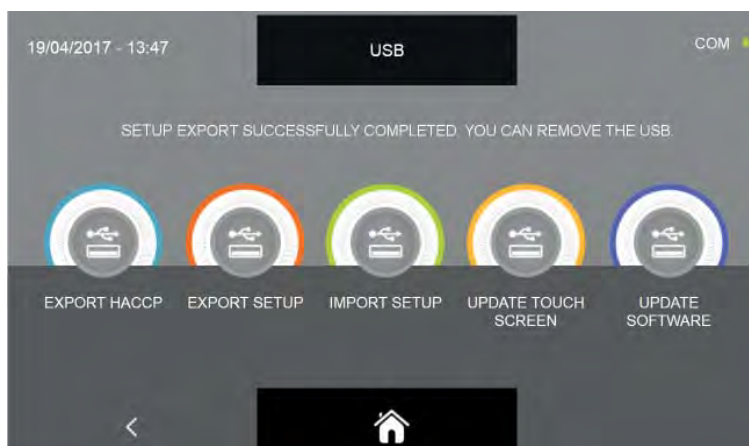 19/04/2017 - 13:47
USB
COM
SETUP EXPORT SUCCESSFULLY COMPLETED. YOU CAN REMOVE THE USB.
EXPORT HACCP
EXPORT SETUP
IMPORT SETUP
UPDATE TOUCH
SCREEN
UPDATE
SOFTWARE